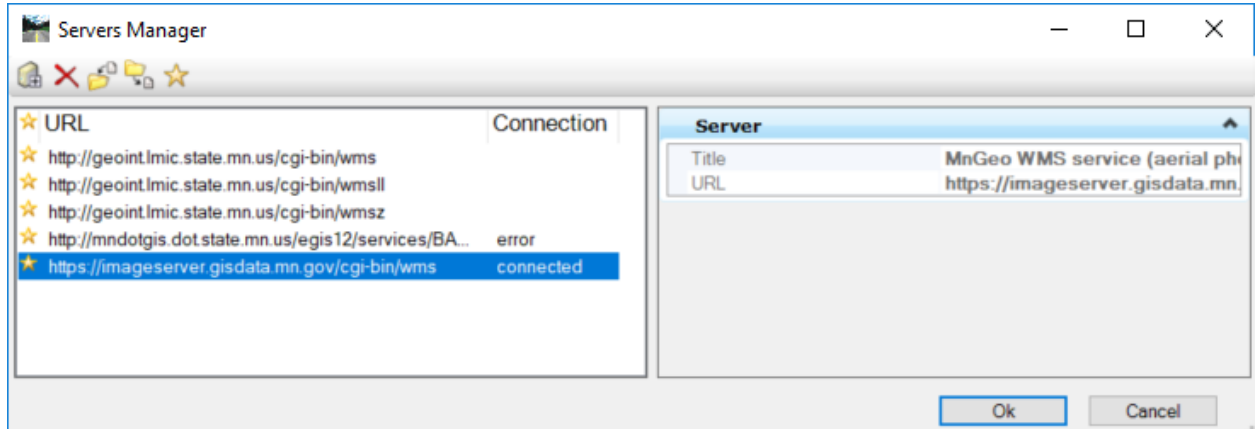 Servers Manager
URL Connection
http://geoint.lmic.state.mn.us/cgi-bin/wms
http://geoint.lmic.state.mn.us/cgi-bin/wmsll
http://geoint.lmic.state.mn.us/cgi-bin/wmsz
http://mndotgis.dot.state.mn.us/egis12/services/BA... error
https://imageserver.gisdata.mn.gov/cgi-bin/wms connected
Server
Title MnGeo WMS service (aerial pho
URL https://imageserver.gisdata.mn.
Ok Cancel